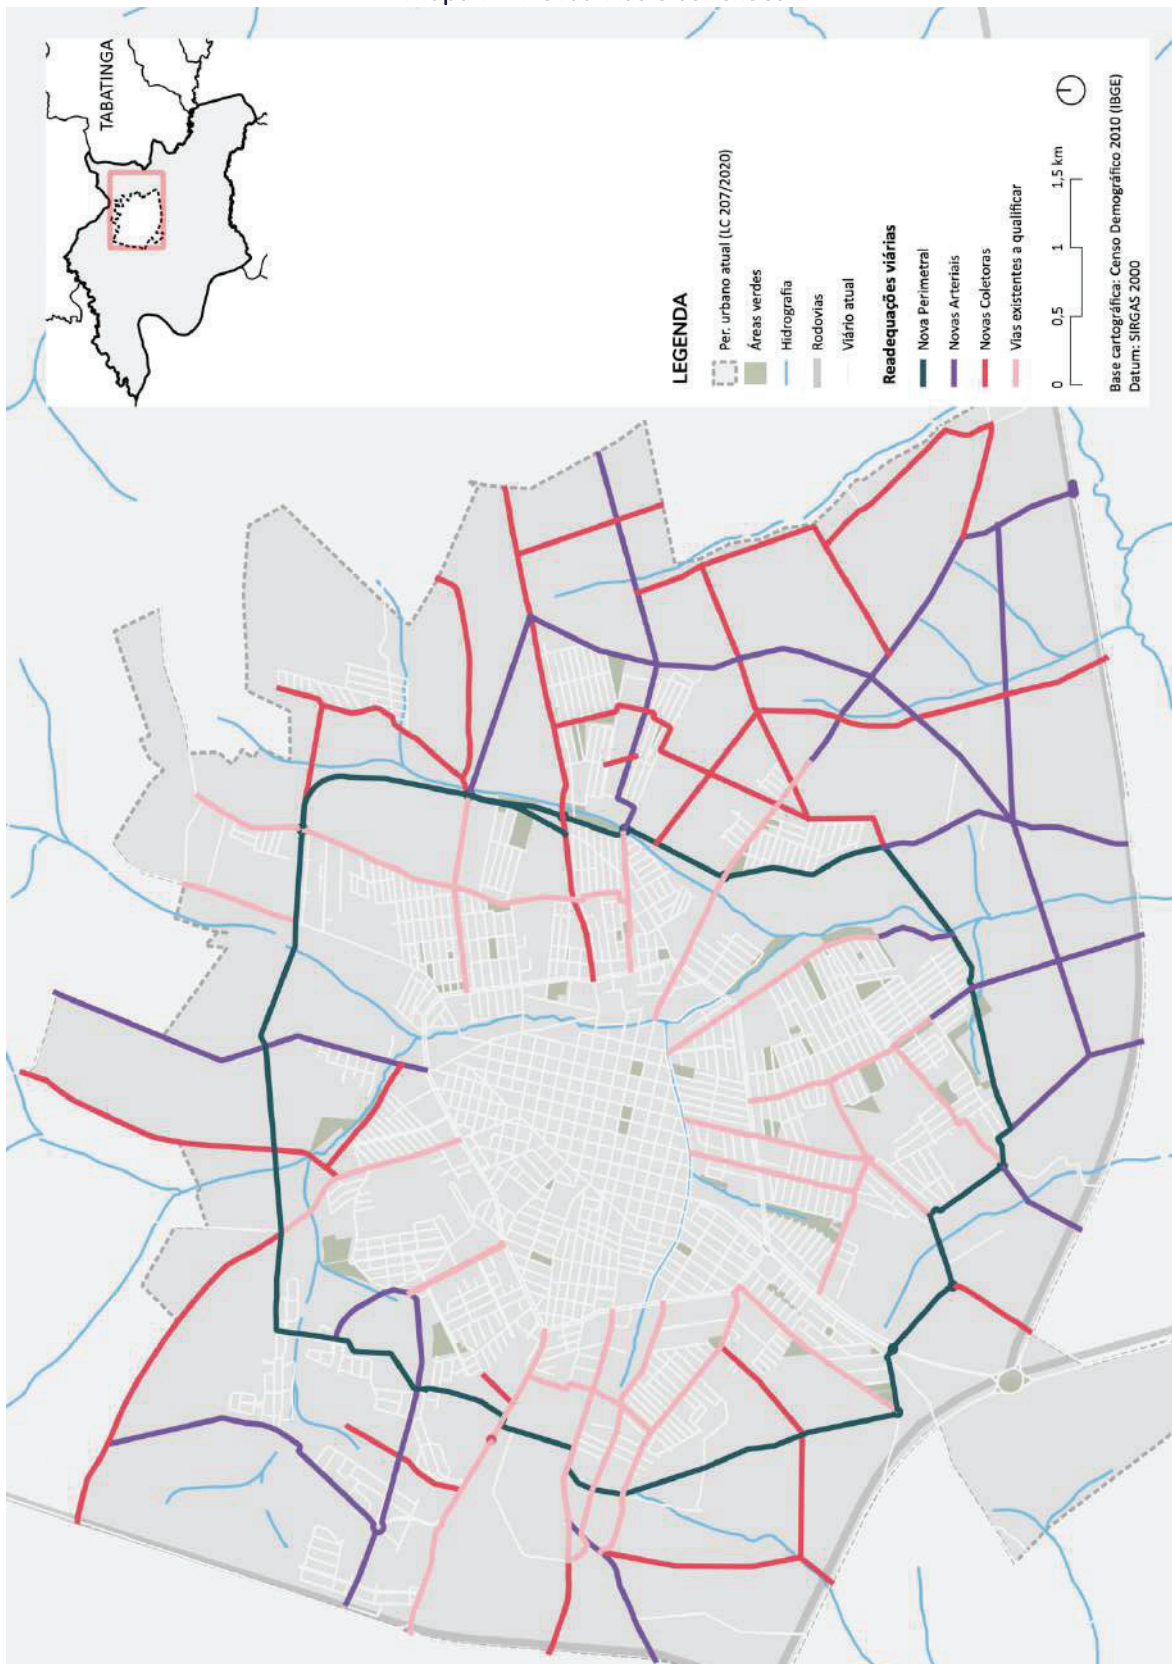 TABATINGA
LEGENDA
Per. urbano atual (LC 207/2020)
Áreas verdes
Hidrografia
Rodovias
Viário atual
Readequações viárias
Nova Perimetral
Novas Arteriais
Novas Coletoras
Vias existentes a qualificar
0 0,5 1 1,5 km
Base cartográfica: Censo Demográfico 2010 (IBGE)
Datum: SIRGAS 2000